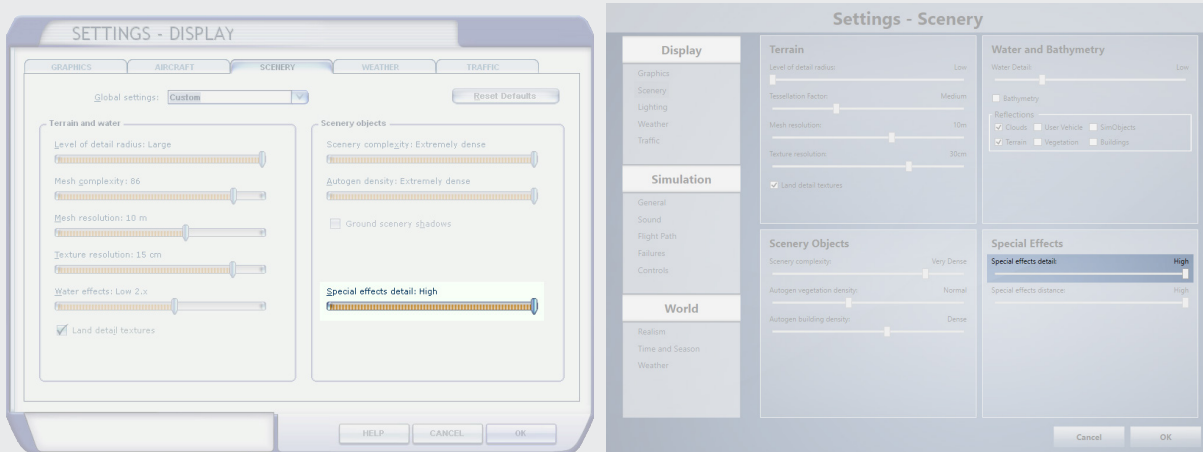 SETTINGS - DISPLAY
GRAPHICS
AIRCRAFT
SCENERY
WEATHER
TRAFFIC
Global settings: Custom
Reset Defaults
Terrain and water
Level of detail radius: Large
Mesh complexity: 86
Mesh resolution: 10 m
Texture resolution: 15 cm
Water effects: Low 2.x
Land detail textures
Scenery objects
Scenery complexity: Extremely dense
Autogen density: Extremely dense
Ground scenery shadows
Special effects detail: High
HELP
CANCEL
OK
Settings - Scenery
Display
Graphics
Scenery
Lighting
Weather
Traffic
Simulation
General
Sound
Flight Path
Failures
Controls
World
Realism
Time and Season
Weather
Terrain
Level of detail radius: Low
Tessellation Factor: Medium
Mesh resolution: 10m
Texture resolution: 30cm
Land detail textures
Water and Bathymetry
Water Detail: Low
Bathymetry
Reflections
Clouds User Vehicle SimObjects
Terrain Vegetation Buildings
Scenery Objects
Scenery complexity: Very Dense
Autogen vegetation density: Normal
Autogen building density: Dense
Special Effects
Special effects detail: High
Special effects distance: High
Cancel
OK